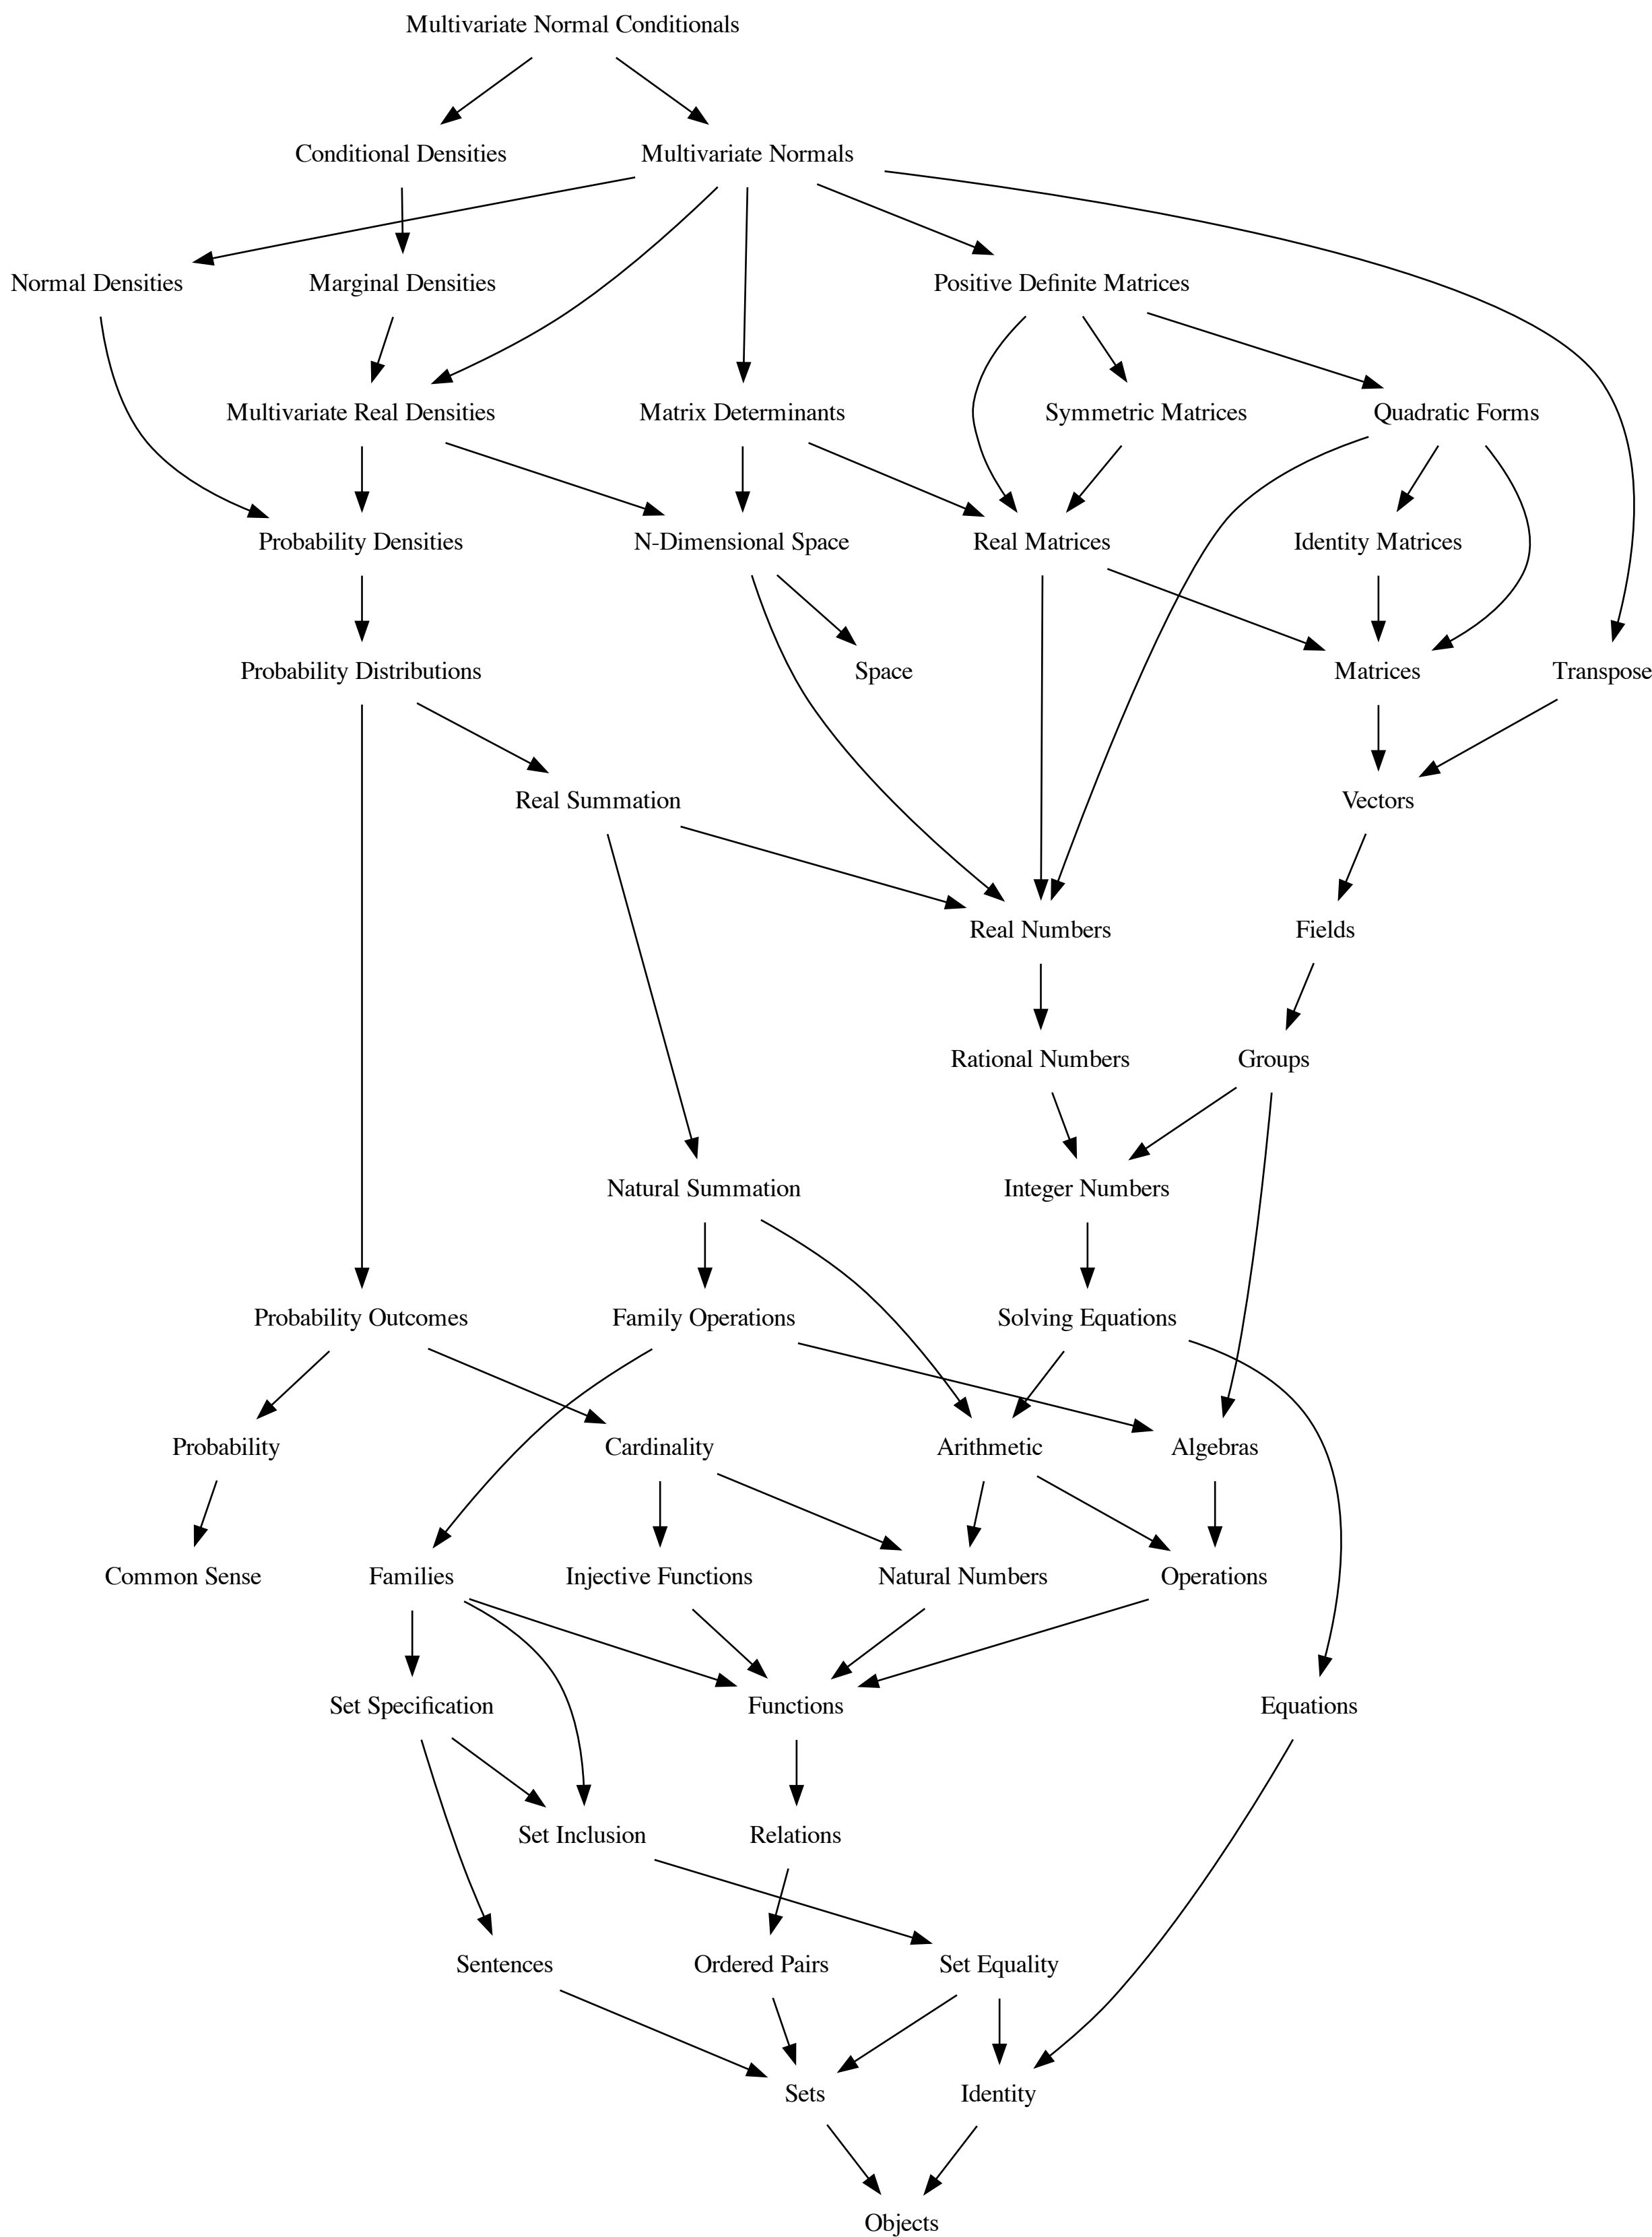 Multivariate Normal Conditionals
Conditional Densities
Multivariate Normals
Normal Densities
Marginal Densities
Positive Definite Matrices
Multivariate Real Densities
Matrix Determinants
Symmetric Matrices
Quadratic Forms
Probability Densities
N-Dimensional Space
Real Matrices
Identity Matrices
Probability Distributions
Space
Matrices
Transpose
Real Summation
Vectors
Real Numbers
Fields
Rational Numbers
Groups
Natural Summation
Integer Numbers
Probability Outcomes
Family Operations
Solving Equations
Probability
Cardinality
Arithmetic
Algebras
Common Sense
Families
Injective Functions
Natural Numbers
Operations
Set Specification
Functions
Equations
Set Inclusion
Relations
Sentences
Ordered Pairs
Set Equality
Sets
Identity
Objects